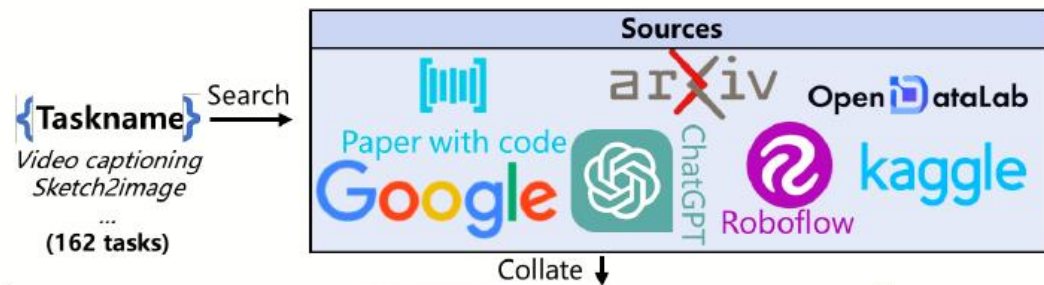 Sources
arXiv
OpenDataLab
{Taskname}
Search
Video captioning
Sketch2image
...
(162 tasks)
Paper with code
Google
ChatGPT
Roboflow
kaggle
Collate